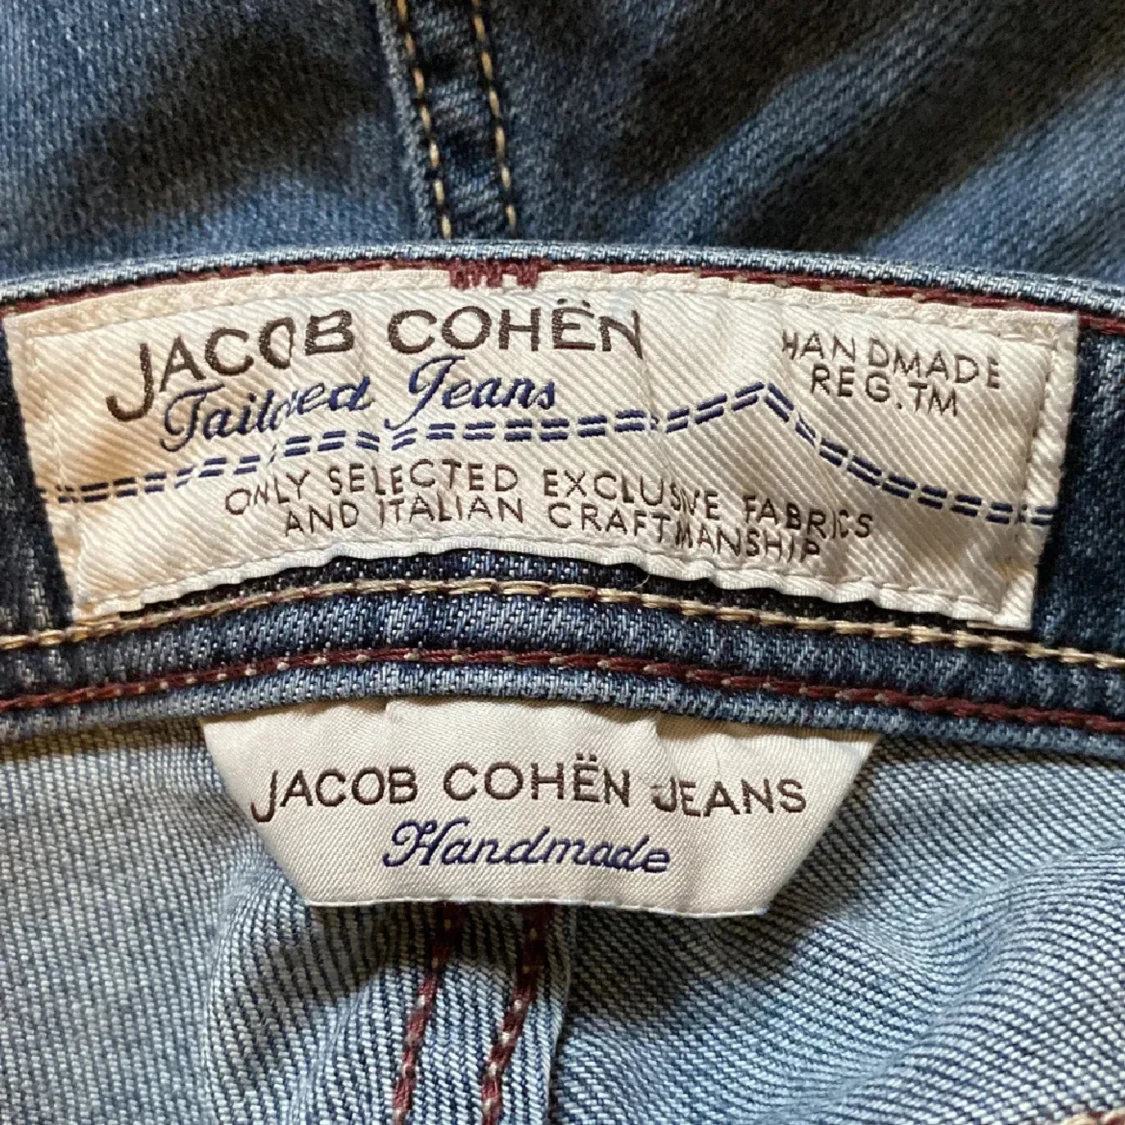 JACOB COHËN
Tailored Jeans
HANDMADE
REG.TM
ONLY SELECTED EXCLUSIVE FABRICS
AND ITALIAN CRAFTMANSHIP
JACOB COHËN JEANS
Handmade